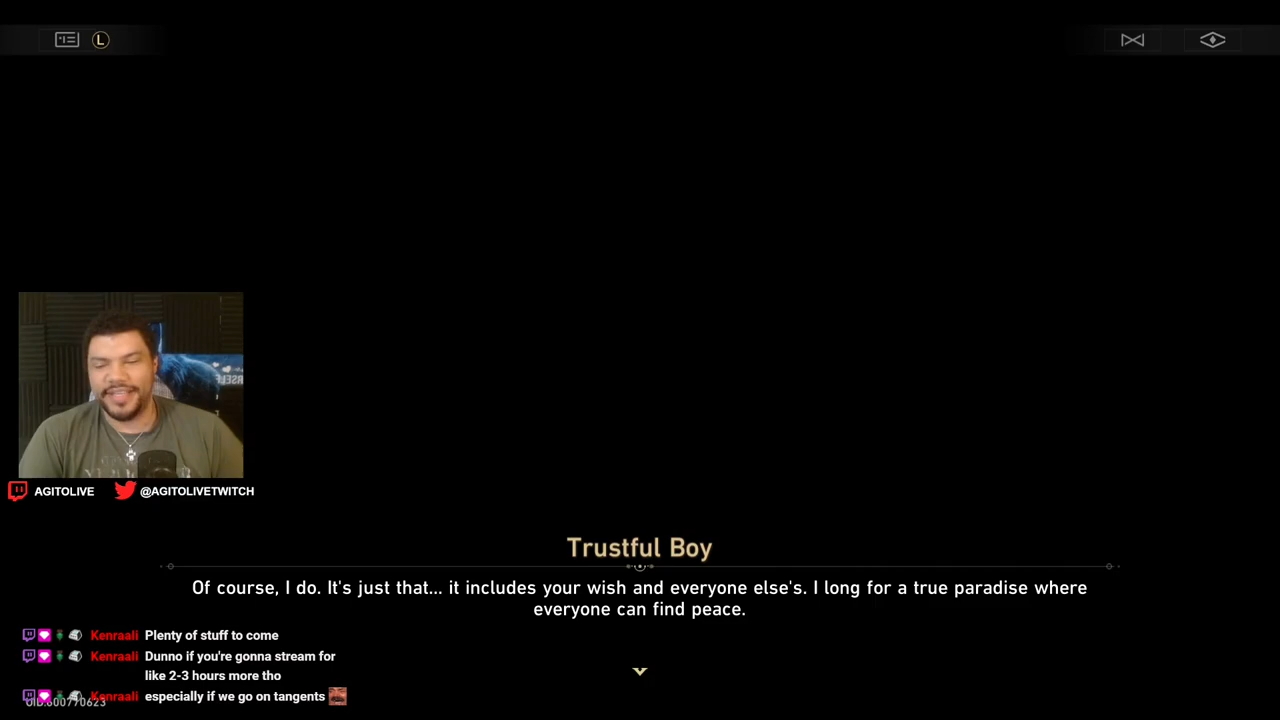 L
AGITOLIVE @AGITOLIVETWITCH
Trustful Boy
Of course, I do. It's just that... it includes your wish and everyone else's. I long for a true paradise where
everyone can find peace.
Kenraali Plenty of stuff to come
Kenraali Dunno if you're gonna stream for
like 2-3 hours more tho
Kenraali especially if we go on tangents
UID:600770623